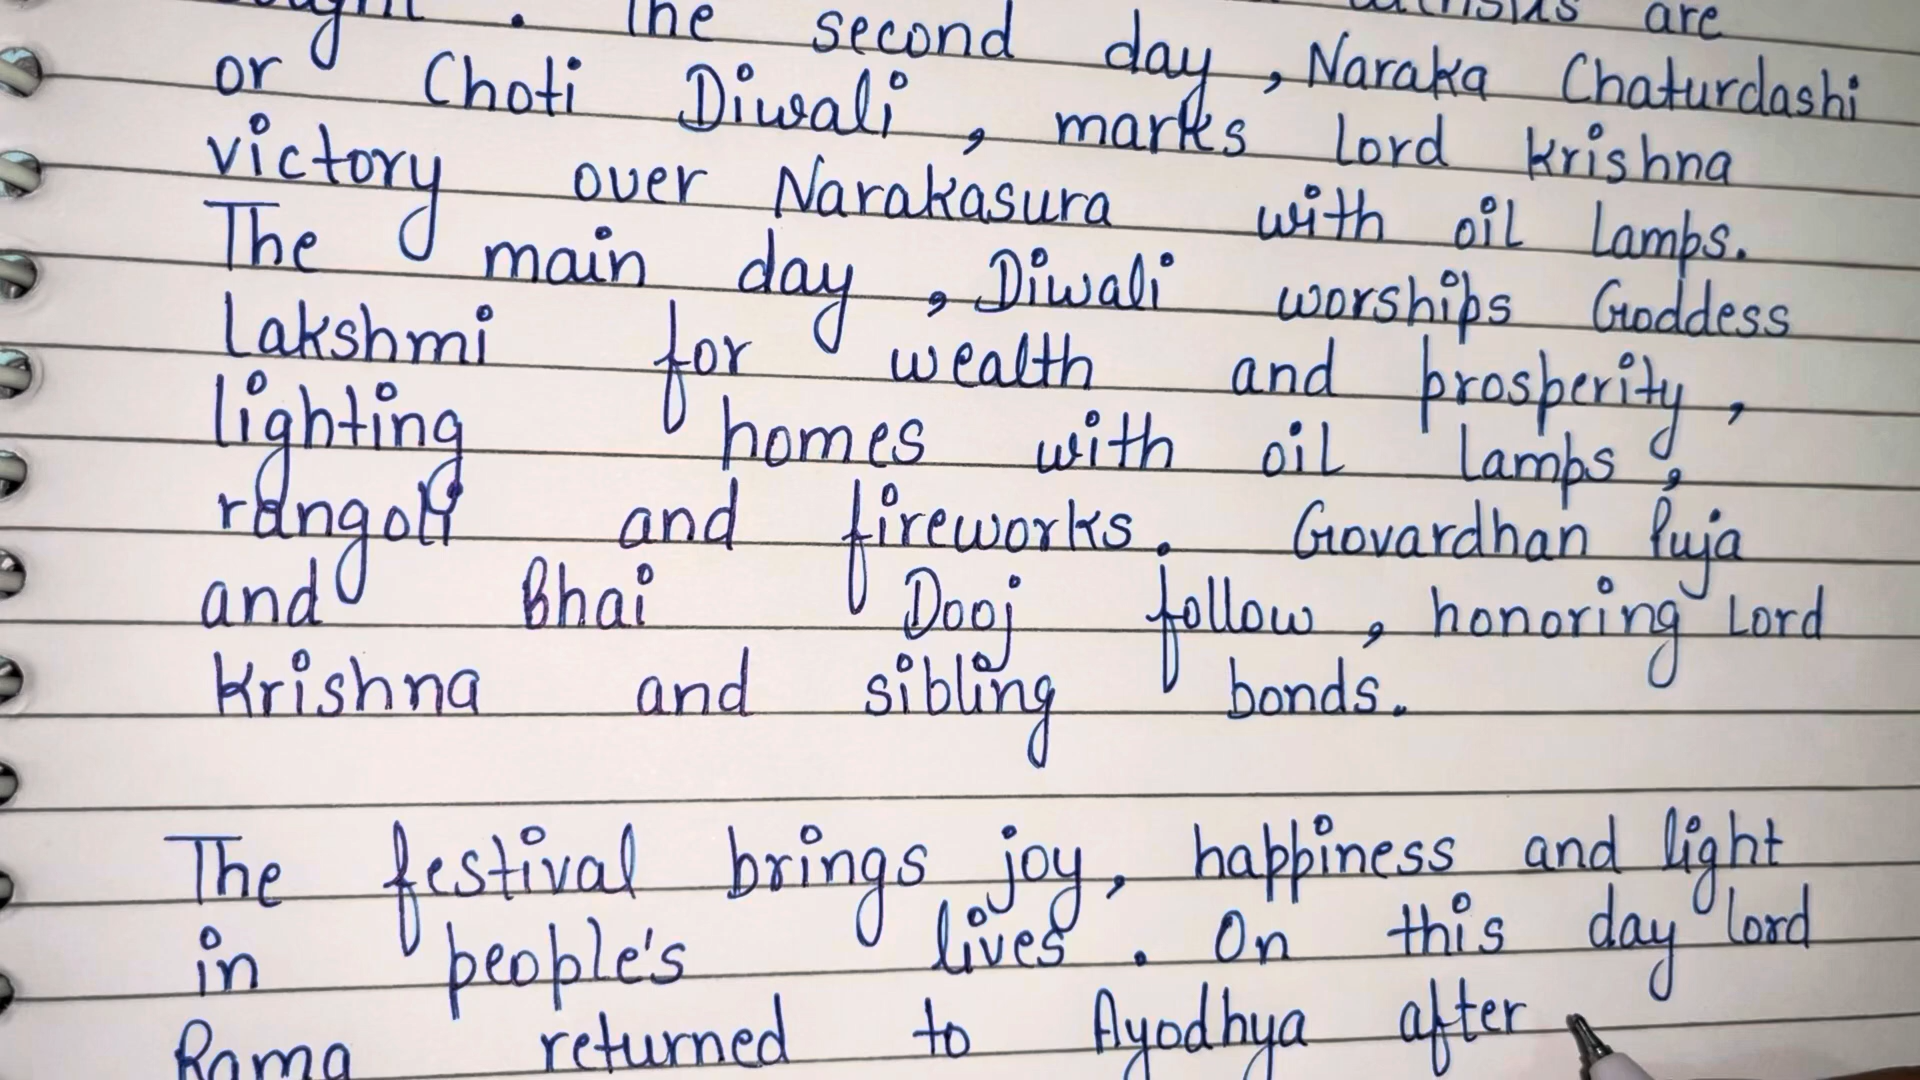 are
. The second day, Naraka Chaturdashi
or Choti Diwali, marks Lord Krishna
victory over Narakasura with oil lamps.
The main day, Diwali worships Goddess
Lakshmi for wealth and prosperity,
lighting homes with oil lamps,
rangoli and fireworks. Govardhan Puja
and Bhai Dooj follow, honoring Lord
Krishna and sibling bonds.
The festival brings joy, happiness and light
in people's lives. On this day lord
Rama returned to Ayodhya after